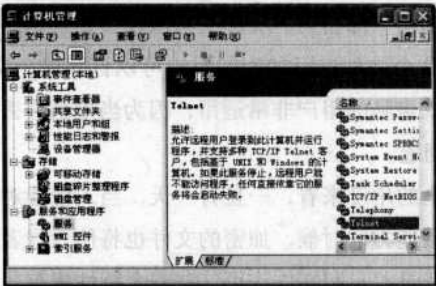 计算机管理
文件(F) 操作(A) 查看(V) 窗口(W) 帮助(H)
计算机管理(本地)
系统工具
事件查看器
共享文件夹
本地用户和组
性能日志和警报
设备管理器
存储
可移动存储
磁盘碎片整理程序
磁盘管理
服务和应用程序
服务
WMI 控件
索引服务
服务
Telnet
描述:
允许远程用户登录到此计算机并运行
程序,并支持多种 TCP/IP Telnet 客
户,包括基于 UNIX 和 Windows 的计
算机。如果此服务停止,远程用户就
不能访问程序,任何直接依靠它的服
务将会启动失败。
名称
Symantec
Symantec
Symantec SPBBC
System Event N
System Restore
Task Schedular
TCP/IP NetBIOS
Telephony
Telnet
Terminal Servi
扩展 标准